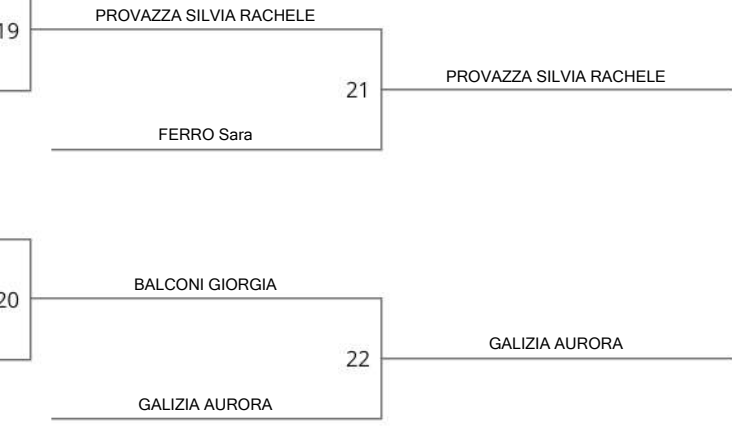 PROVAZZA SILVIA RACHELE
19
21
PROVAZZA SILVIA RACHELE
FERRO Sara
BALCONI GIORGIA
20
22
GALIZIA AURORA
GALIZIA AURORA